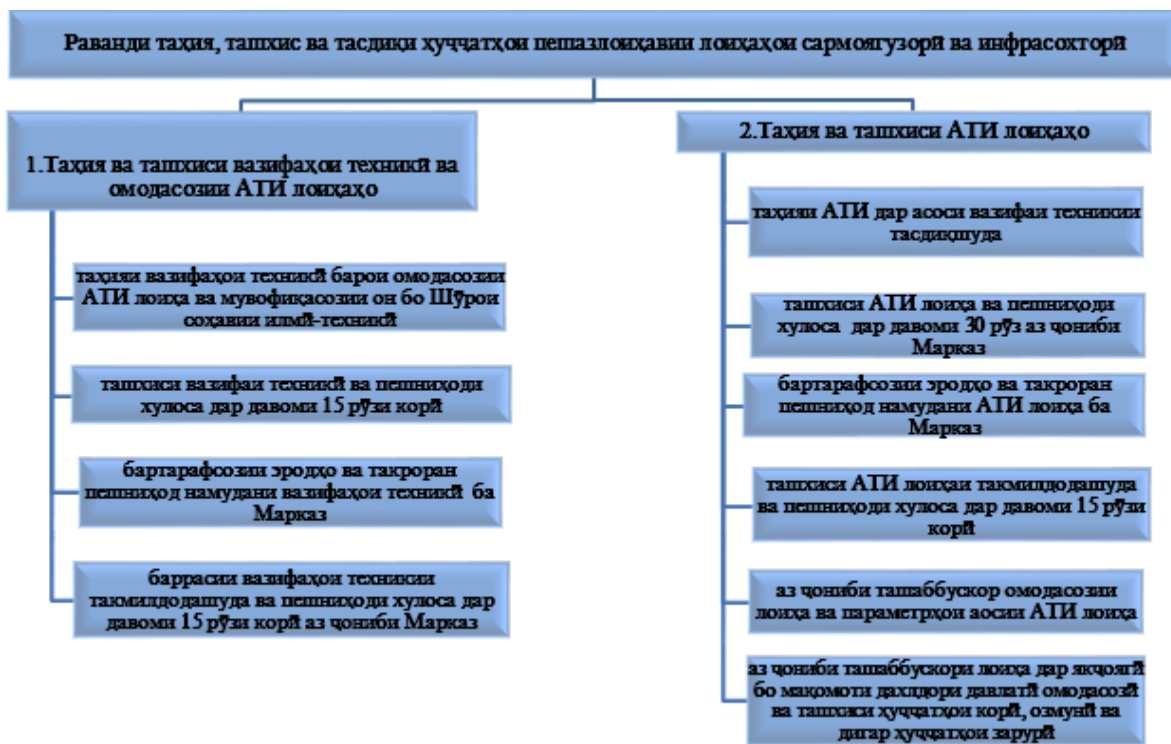 Раванди таҳия, ташхис ва тасдиқи ҳуҷҷатҳои пешазлоиҳавии лоиҳаҳои сармоягузорӣ ва инфрасохторӣ
1.Таҳия ва ташхиси вазифаҳои техникӣ ва
омодасозии АТИ лоиҳаҳо
таҳияи вазифаҳои техникӣ барои омодасозии
АТИ лоиҳа ва мувофиқасозии он бо Шӯрои
соҳавии илмӣ-техникӣ
ташхиси вазифаи техникӣ ва пешниҳоди
хулоса дар давоми 15 рӯзи корӣ
бартарафсозии эродҳо ва такроран
пешниҳод намудани вазифаҳои техникӣ ба
Марказ
баррасии вазифаҳои техникии
такмилдодашуда ва пешниҳоди хулоса дар
давоми 15 рӯзи корӣ аз ҷониби Марказ
2.Таҳия ва ташхиси АТИ лоиҳаҳо
таҳияи АТИ дар асоси вазифаи техникии
тасдиқшуда
ташхиси АТИ лоиҳа ва пешниҳоди
хулоса дар давоми 30 рӯз аз ҷониби
Марказ
бартарафсозии эродҳо ва такроран
пешниҳод намудани АТИ лоиҳа ба
Марказ
ташхиси АТИ лоиҳаи такмилдодашуда
ва пешниҳоди хулоса дар давоми 15 рӯзи
корӣ
аз ҷониби ташаббускор омодасозии
лоиҳа ва параметрҳои аосии АТИ лоиҳа
аз ҷониби ташаббускори лоиҳа дар якҷоягӣ
бо мақомоти дахлдори давлатӣ омодасозӣ
ва ташхиси ҳуҷҷатҳои корӣ, озмунӣ ва
дигар ҳуҷҷатҳои зарурӣ